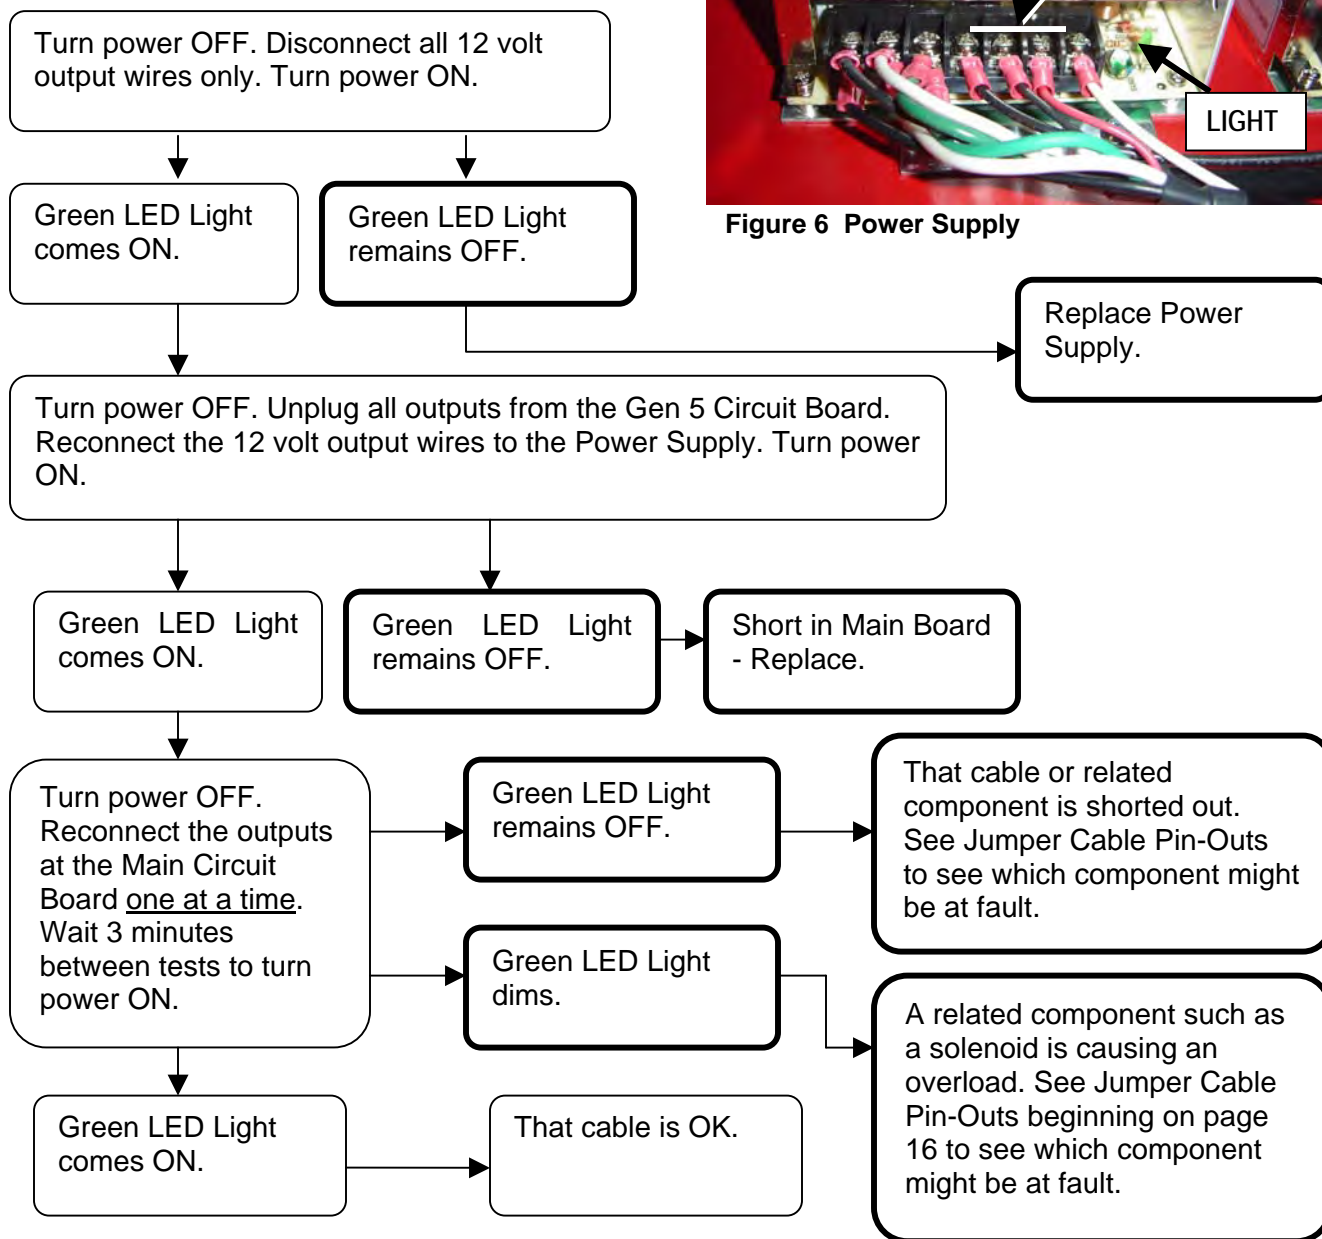 Turn power OFF. Disconnect all 12 volt
output wires only. Turn power ON.
LIGHT
Figure 6 Power Supply
Green LED Light
comes ON.
Green LED Light
remains OFF.
Replace Power
Supply.
Turn power OFF. Unplug all outputs from the Gen 5 Circuit Board.
Reconnect the 12 volt output wires to the Power Supply. Turn power
ON.
Green LED Light
comes ON.
Green LED Light
remains OFF.
Short in Main Board
- Replace.
Turn power OFF.
Reconnect the outputs
at the Main Circuit
Board one at a time.
Wait 3 minutes
between tests to turn
power ON.
Green LED Light
remains OFF.
That cable or related
component is shorted out.
See Jumper Cable Pin-Outs
to see which component might
be at fault.
Green LED Light
dims.
A related component such as
a solenoid is causing an
overload. See Jumper Cable
Pin-Outs beginning on page
16 to see which component
might be at fault.
Green LED Light
comes ON.
That cable is OK.